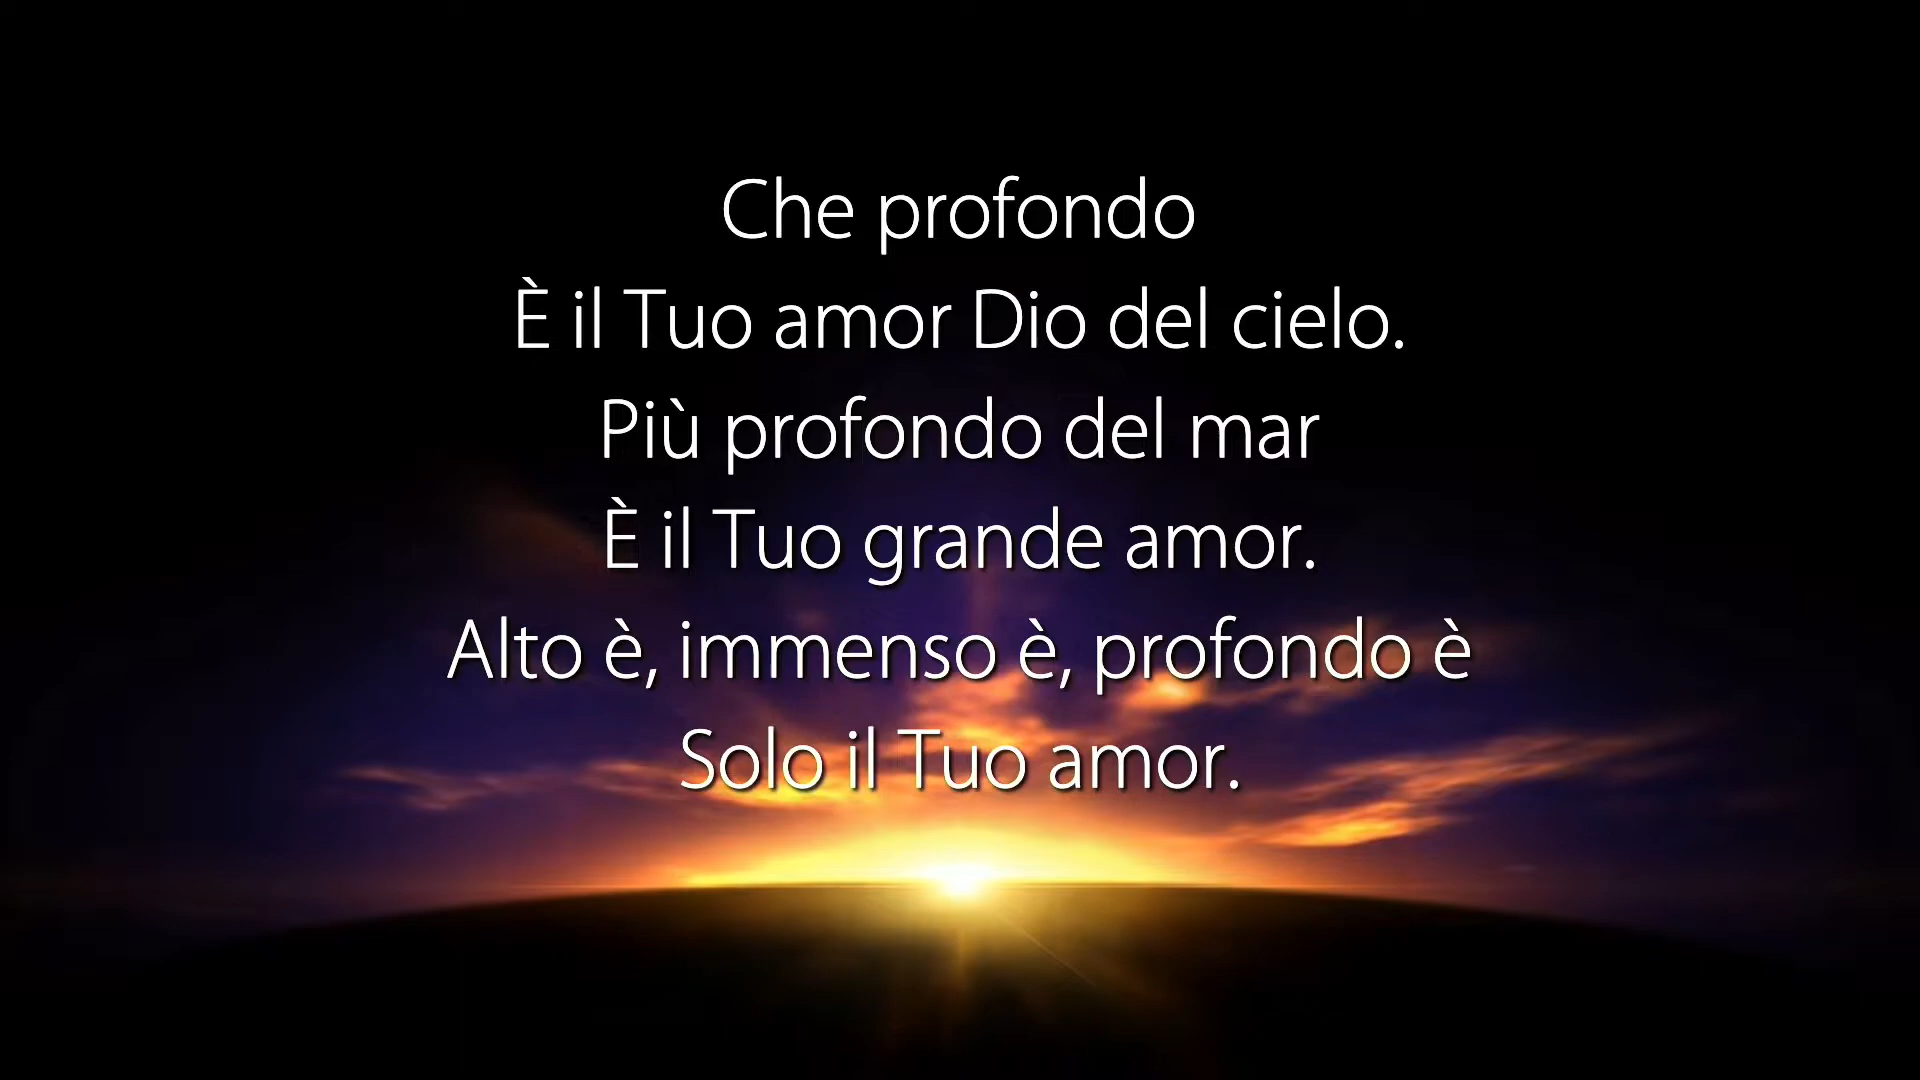 Che profondo
È il Tuo amor Dio del cielo.
Più profondo del mar
È il Tuo grande amor.
Alto è, immenso è, profondo è
Solo il Tuo amor.